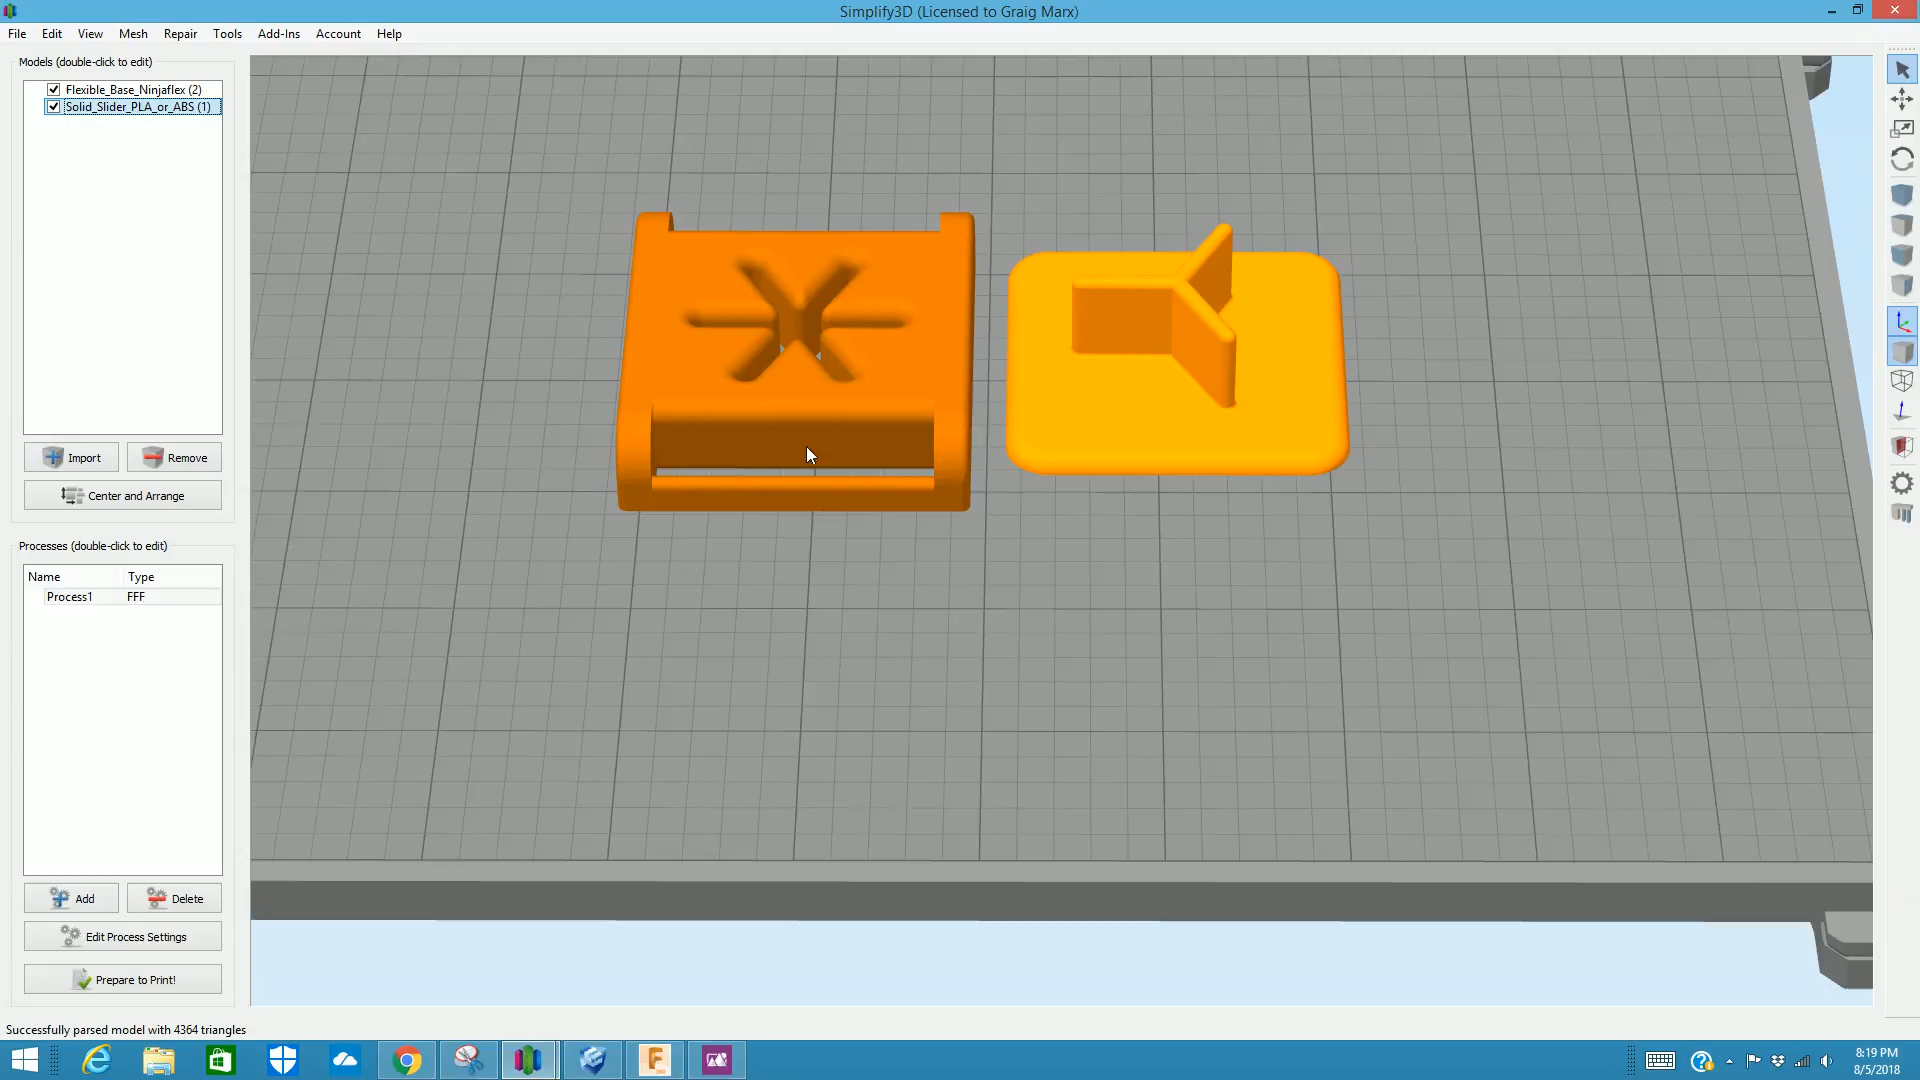 Simplify3D (Licensed to Graig Marx)
File Edit View Mesh Repair Tools Add-Ins Account Help
Models (double-click to edit)
Flexible_Base_Ninjaflex (2)
Solid_Slider_PLA_or_ABS (1)
Import Remove
Center and Arrange
Processes (double-click to edit)
Name Type
Process1 FFF
Add Delete
Edit Process Settings
Prepare to Print!
Successfully parsed model with 4364 triangles
8:19 PM
8/5/2018